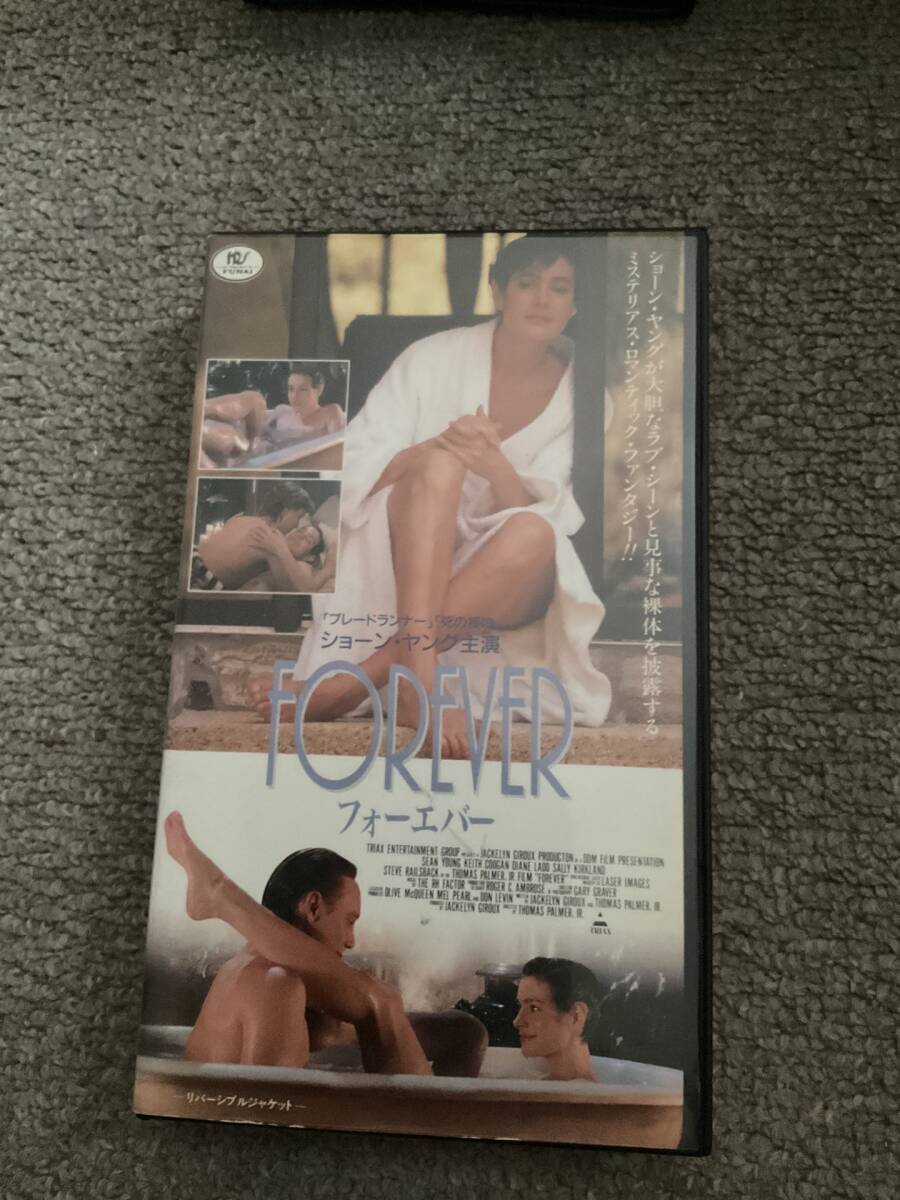 FUNAI
ショーン・ヤングが大胆なラブ・シーンと見事な裸体を披露する
ミステリアス・ロマンティック・ファンタジー!!
「ブレードランナー」「死の接吻」
ショーン・ヤング主演
FOREVER
フォーエバー
TRIAX ENTERTAINMENT GROUP JACKELYN GIROUX PRODUCTION DDM FILM PRESENTATION
SEAN YOUNG KEITH COOGAN DIANE LADD SALLY KIRKLAND
STEVE RAILSBACK THOMAS PALMER, JR. FILM "FOREVER" LASER IMAGES
THE RH FACTOR ROGER C. AMBROSE GARY GRAVER
OLIVE McQUEEN MEL PEARL AND DON LEVIN JACKELYN GIROUX AND THOMAS PALMER, JR.
JACKELYN GIROUX THOMAS PALMER, JR.
TRIAX
—リバーシブルジャケット—